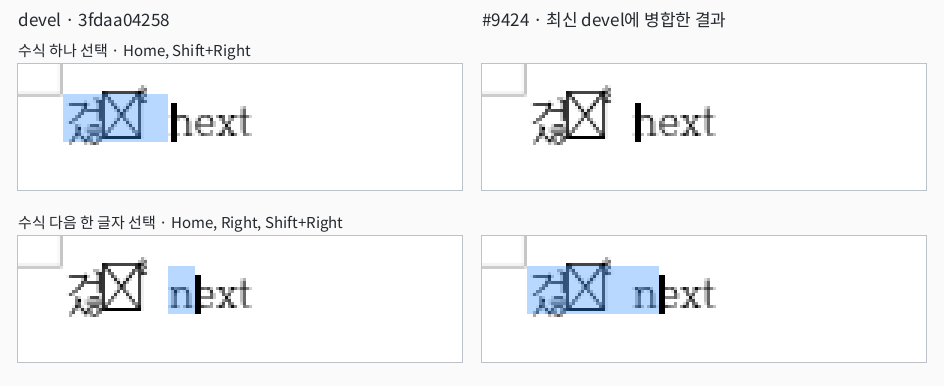 devel · 3fdaa04258
#9424 · 최신 devel에 병합한 결과
수식 하나 선택 · Home, Shift+Right
next
next
수식 다음 한 글자 선택 · Home, Right, Shift+Right
next
next